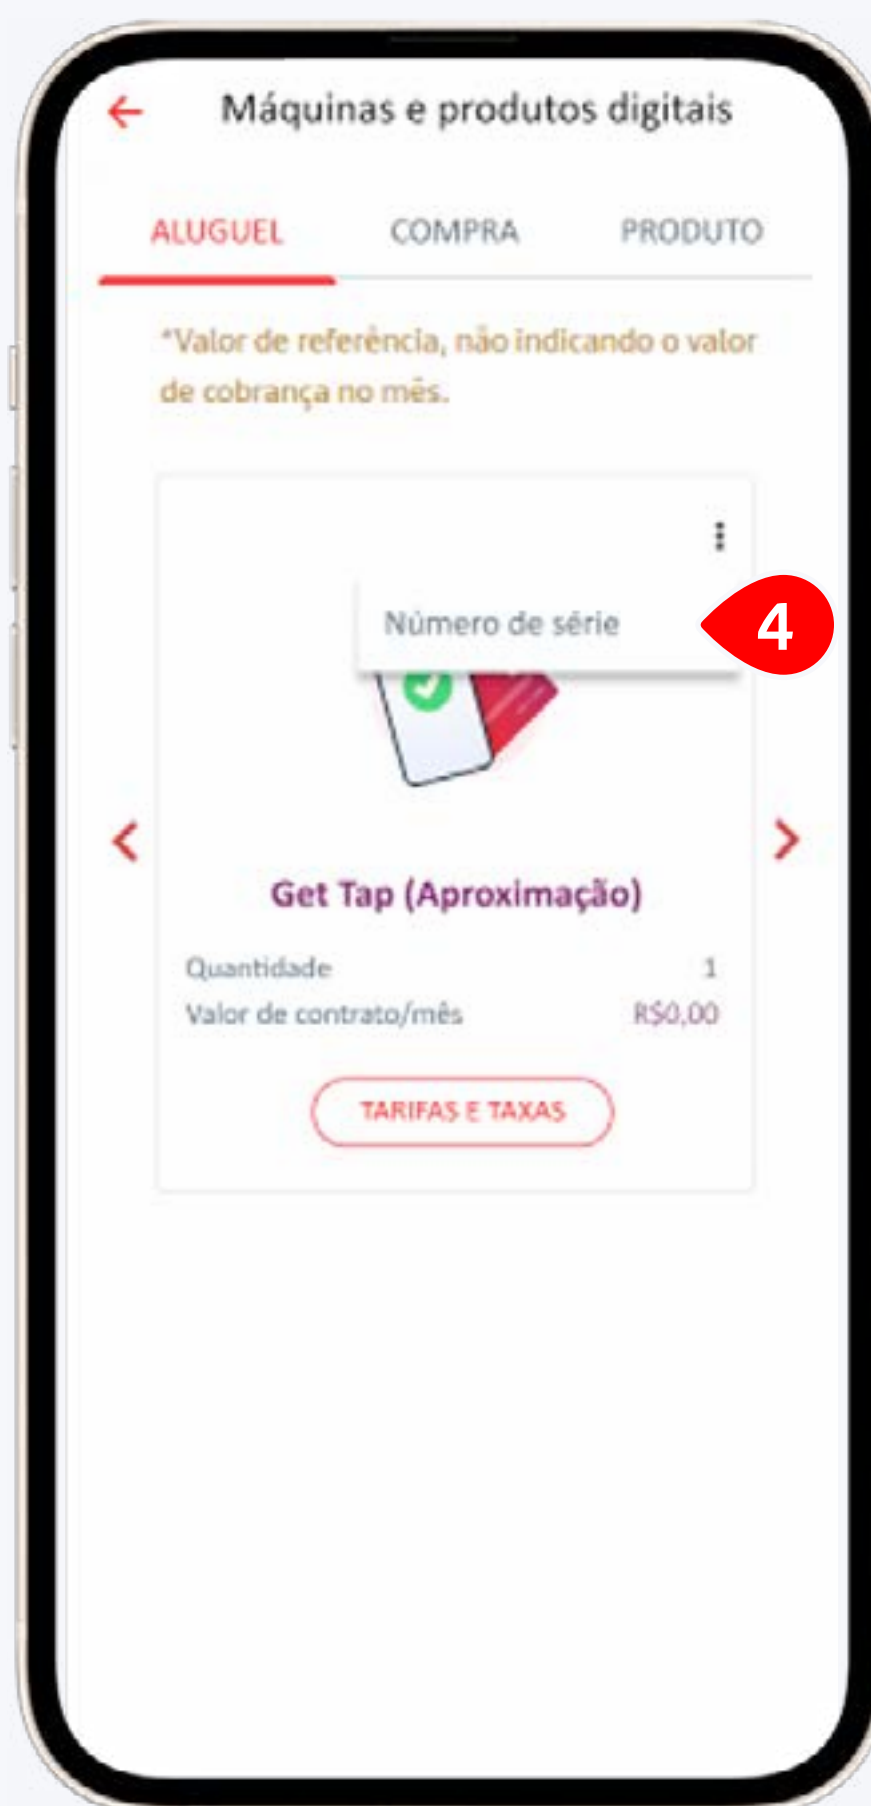 Máquinas e produtos digitais
ALUGUEL COMPRA PRODUTO
*Valor de referência, não indicando o valor
de cobrança no mês.
Número de série
4
Get Tap (Aproximação)
Quantidade 1
Valor de contrato/mês R$0,00
TARIFAS E TAXAS